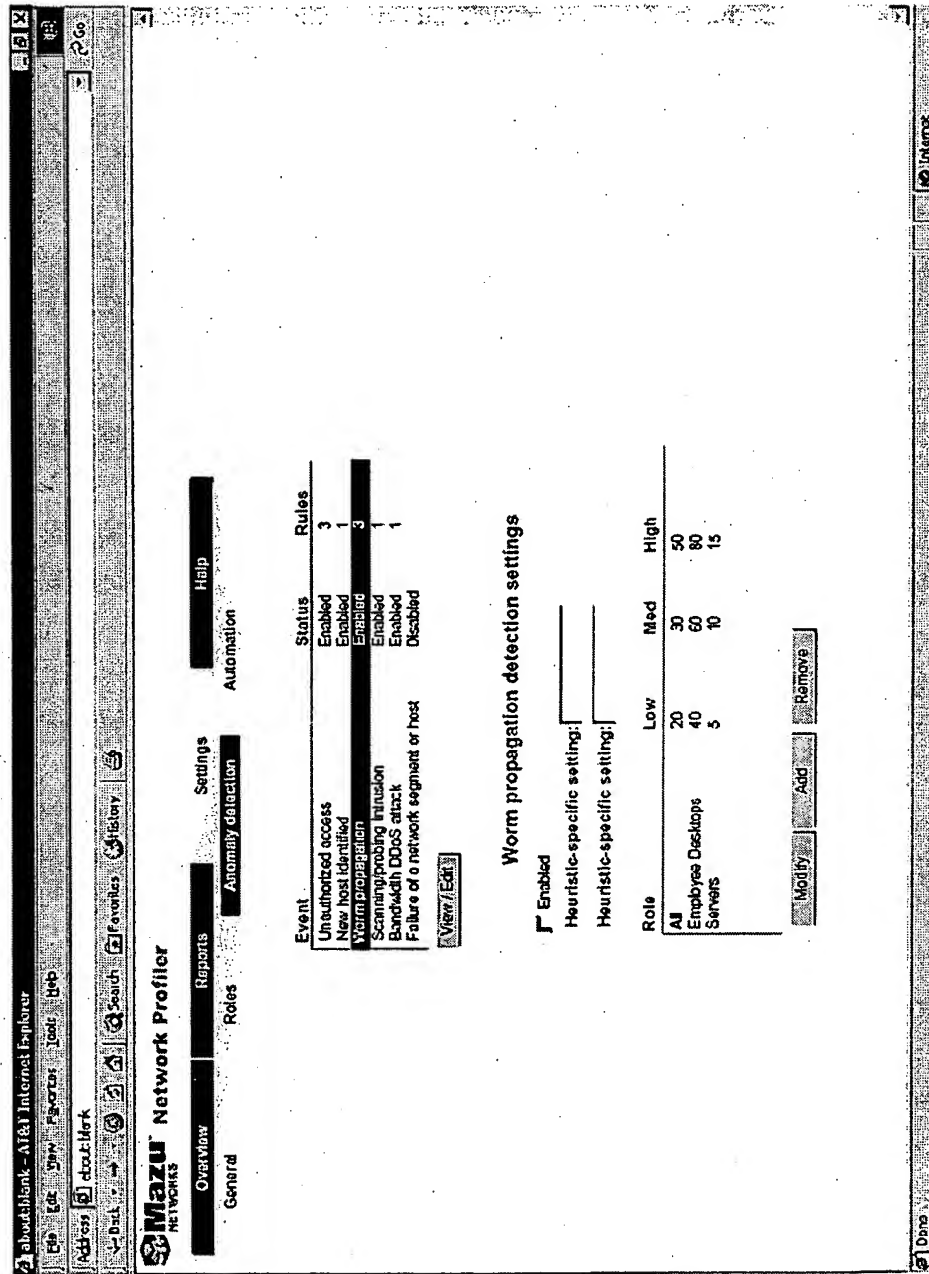 about:blank - AT&T Internet Explorer
File Edit View Favorites Tools Help
Address about:blank Go
Back Search Favorites History
Mazu™ Network Profiler
NETWORKS
Overview Reports Settings Help
General Roles Anomaly detection Automation
Event Status Rules
Unauthorized access Enabled 3
New host identified Enabled 1
Worm propagation Enabled 3
Scanning/probing intrusion Enabled 1
Bandwidth DDoS attack Enabled 1
Failure of a network segment or host Disabled
View / Edit
Worm propagation detection settings
Enabled
Heuristic-specific setting:
Heuristic-specific setting:
Role Low Med High
All 20 30 50
Employee Desktops 40 60 80
Servers 5 10 15
Modify Add Remove
Done Internet